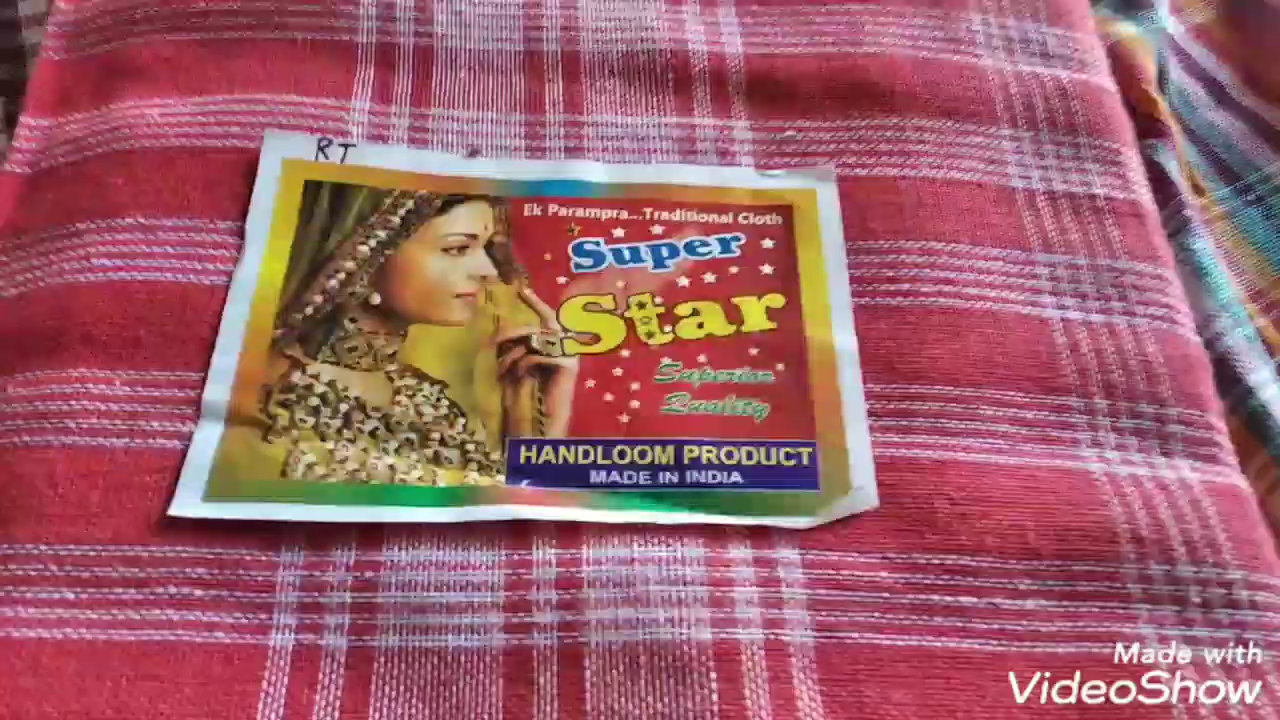 RT
Ek Parampra...Traditional Cloth
Super
Star
Superior
Quality
HANDLOOM PRODUCT
MADE IN INDIA
Made with
VideoShow